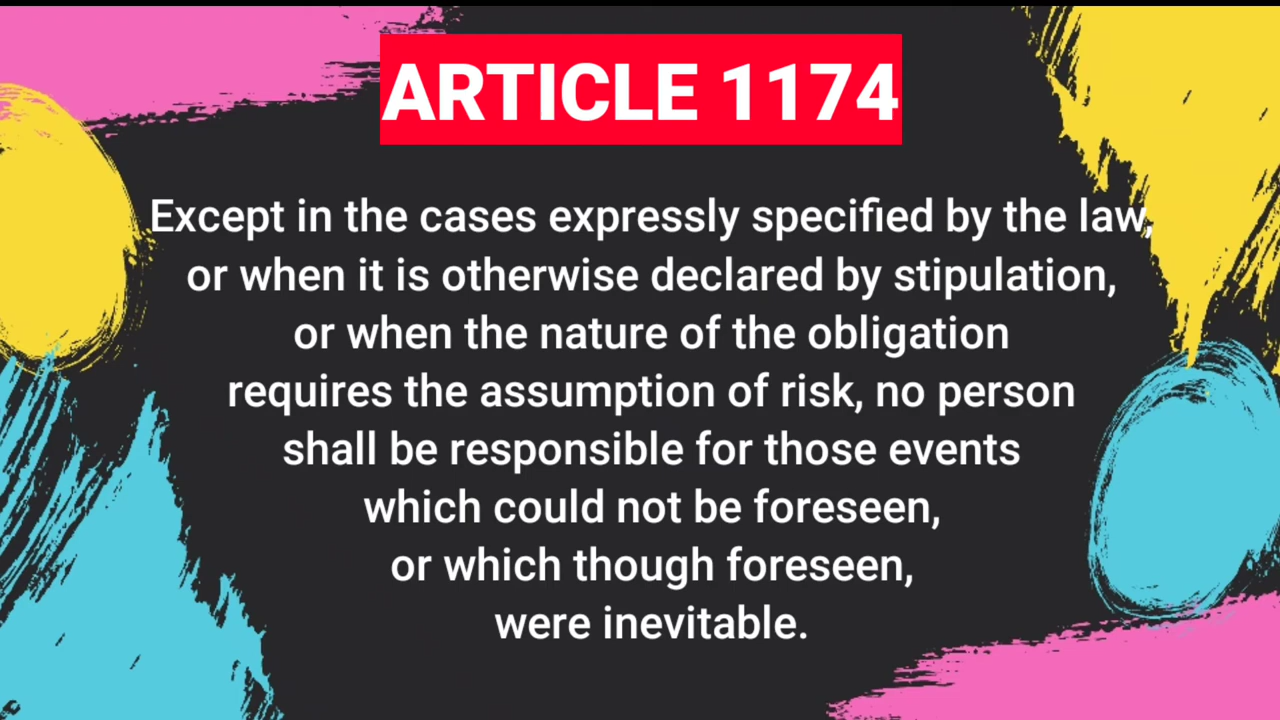 ARTICLE 1174
Except in the cases expressly specified by the law,
or when it is otherwise declared by stipulation,
or when the nature of the obligation
requires the assumption of risk, no person
shall be responsible for those events
which could not be foreseen,
or which though foreseen,
were inevitable.